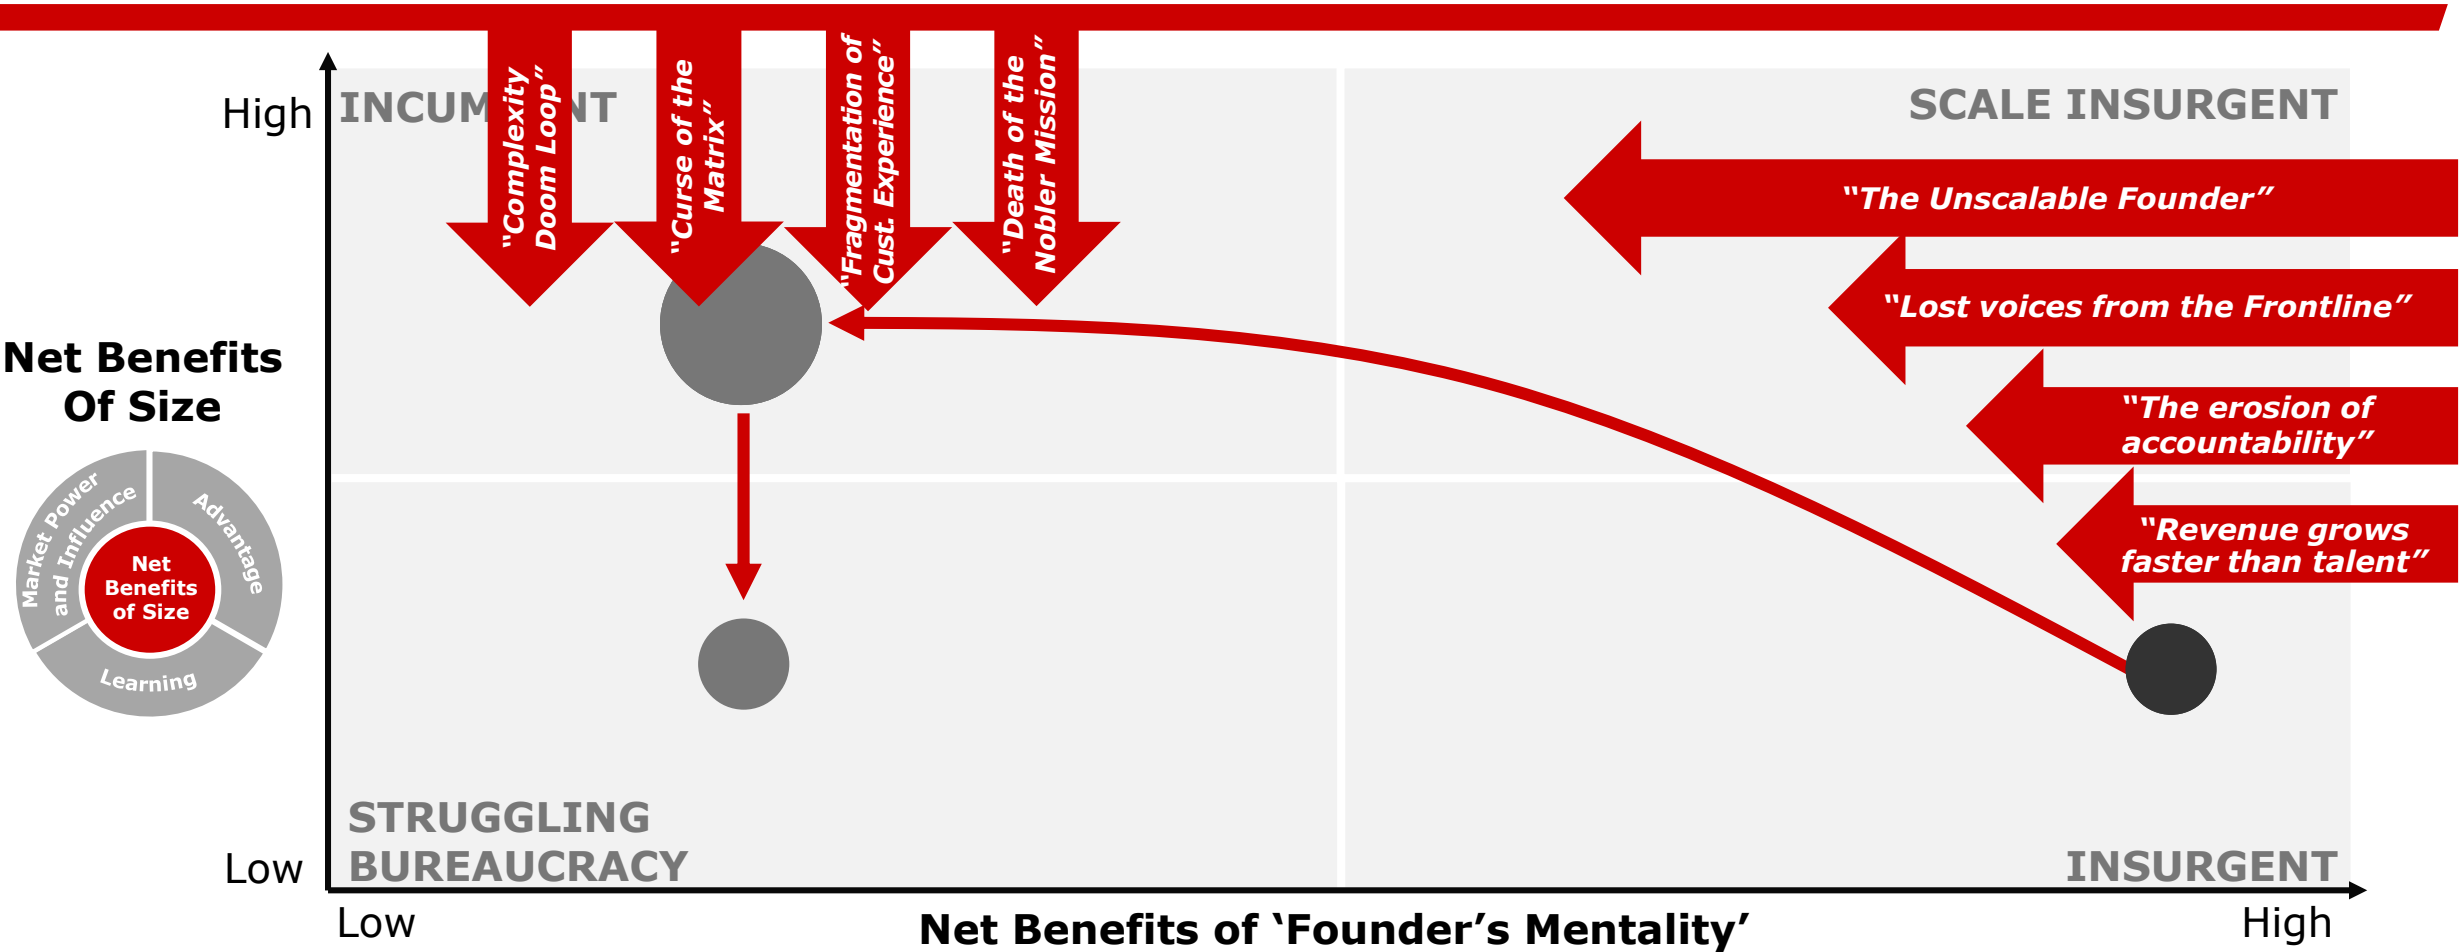 “Complexity
Doom Loop”
“Curse of the
Matrix”
“Fragmentation of
Cust. Experience”
“Death of the
Nobler Mission”
High
INCUM
NT
SCALE INSURGENT
“The Unscalable Founder”
“Lost voices from the Frontline”
“The erosion of
accountability”
“Revenue grows
faster than talent”
Net Benefits
Of Size
Market Power
and Influence
Advantage
Learning
Net
Benefits
of Size
STRUGGLING
BUREAUCRACY
INSURGENT
Low
Low
Net Benefits of ‘Founder’s Mentality’
High